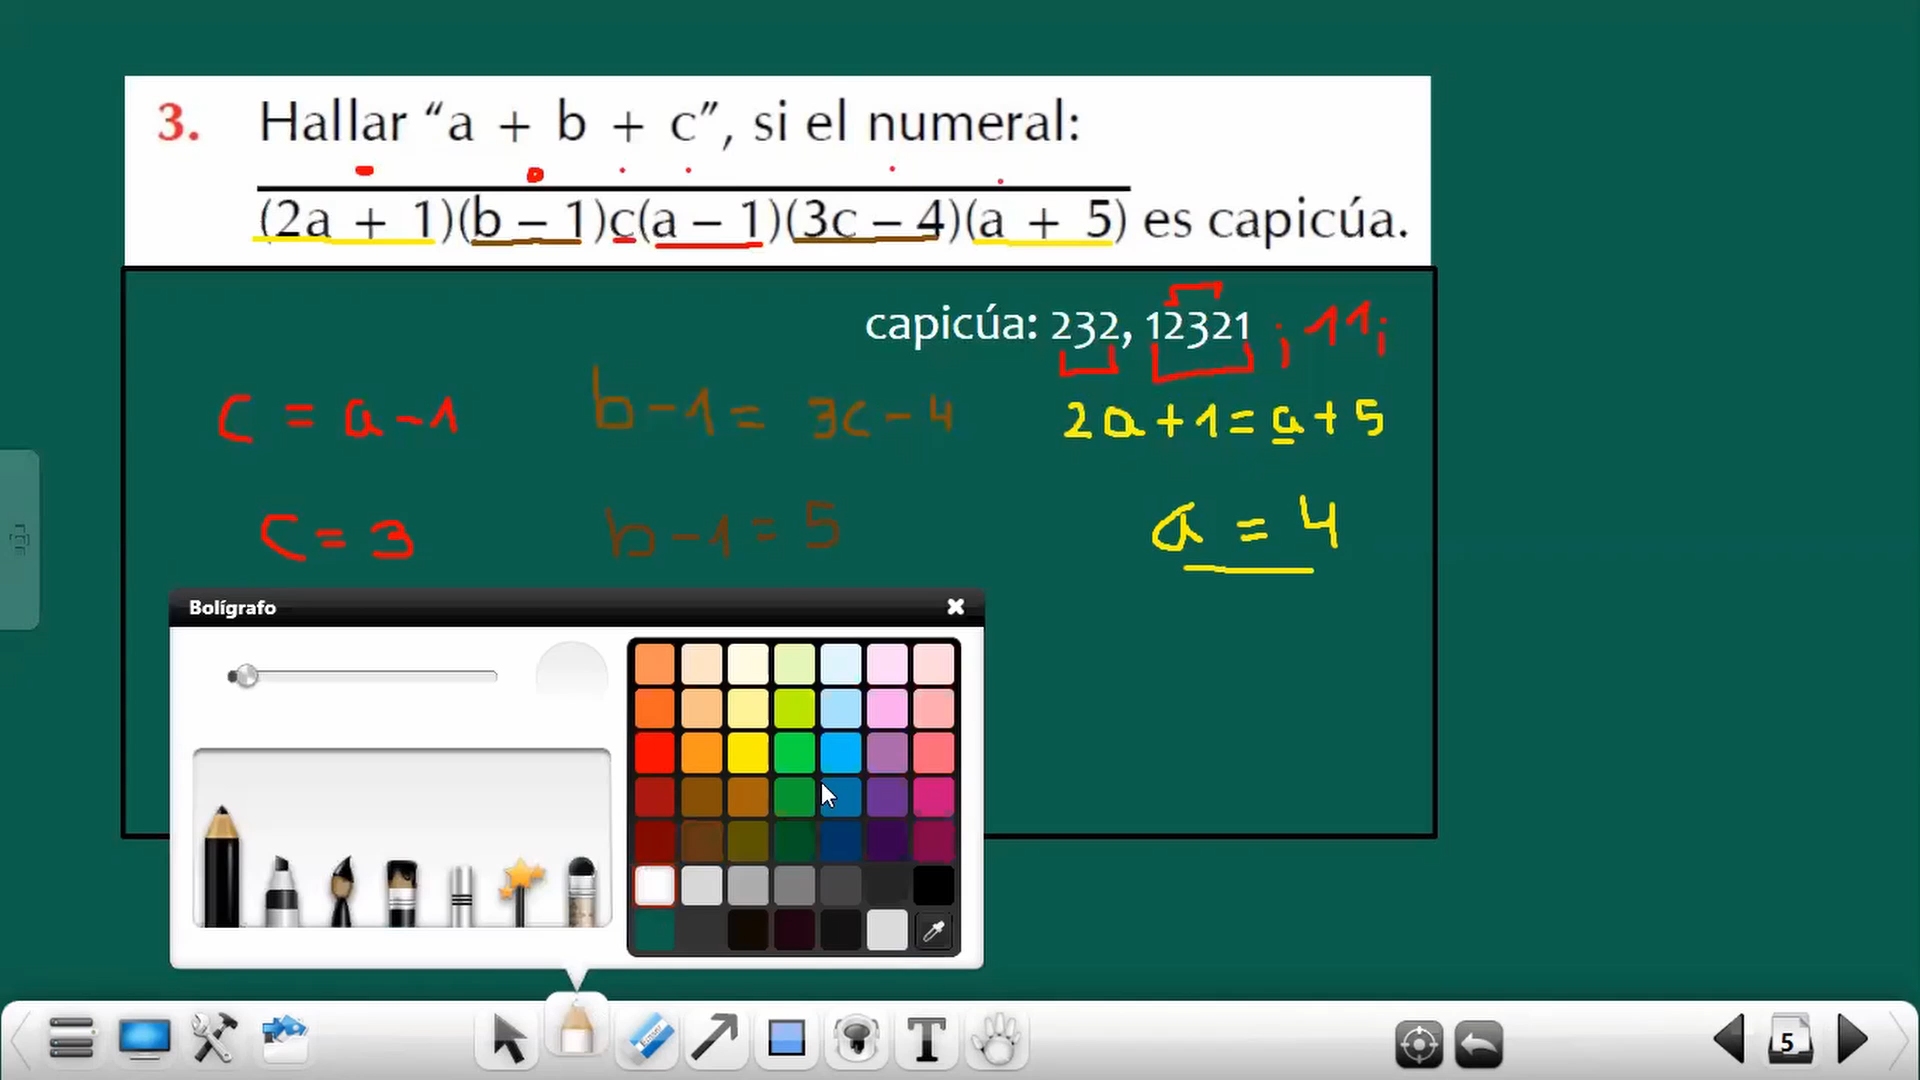 3. Hallar “a + b + c”, si el numeral:
(2a + 1)(b – 1)c(a – 1)(3c – 4)(a + 5) es capicúa.
capicúa: 232, 12321 ; 11;
c = a - 1
b - 1 = 3c - 4
2a + 1 = a + 5
c = 3
b - 1 = 5
a = 4
Bolígrafo
T
5